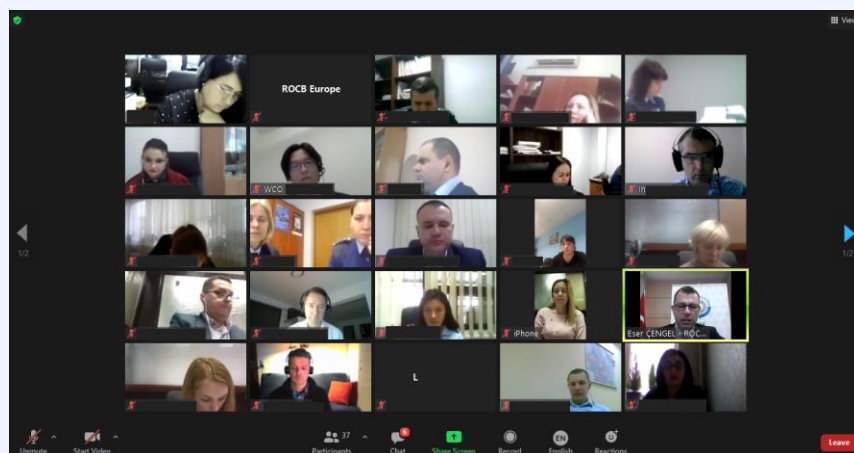 View
ROCB Europe
WCO
In
1/2
1/2
iPhone
Eser ÇENGEL - ROC...
L
37
6
EN
Unmute
Start Video
Participants
Chat
Share Screen
Record
English
Reactions
Leave